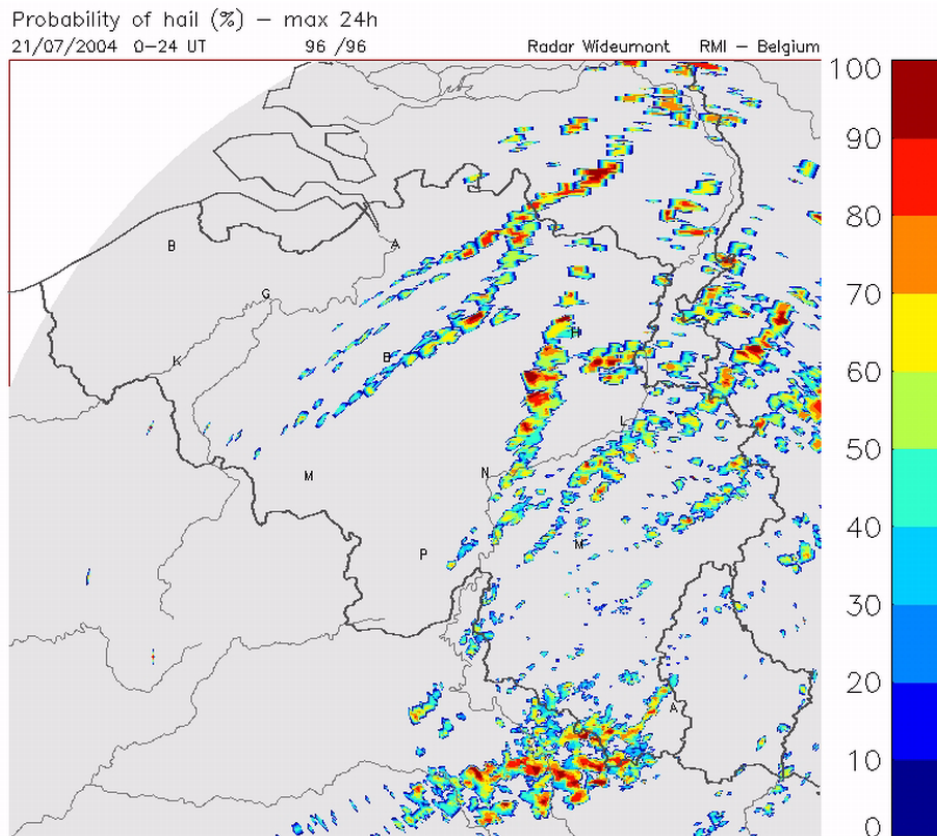 Probability of hail (%) – max 24h
21/07/2004 0–24 UT 96 /96 Radar Wideumont RMI – Belgium
100
90
80
70
60
50
40
30
20
10
0
B
A
G
H
B
K
L
N
M
P
M
A